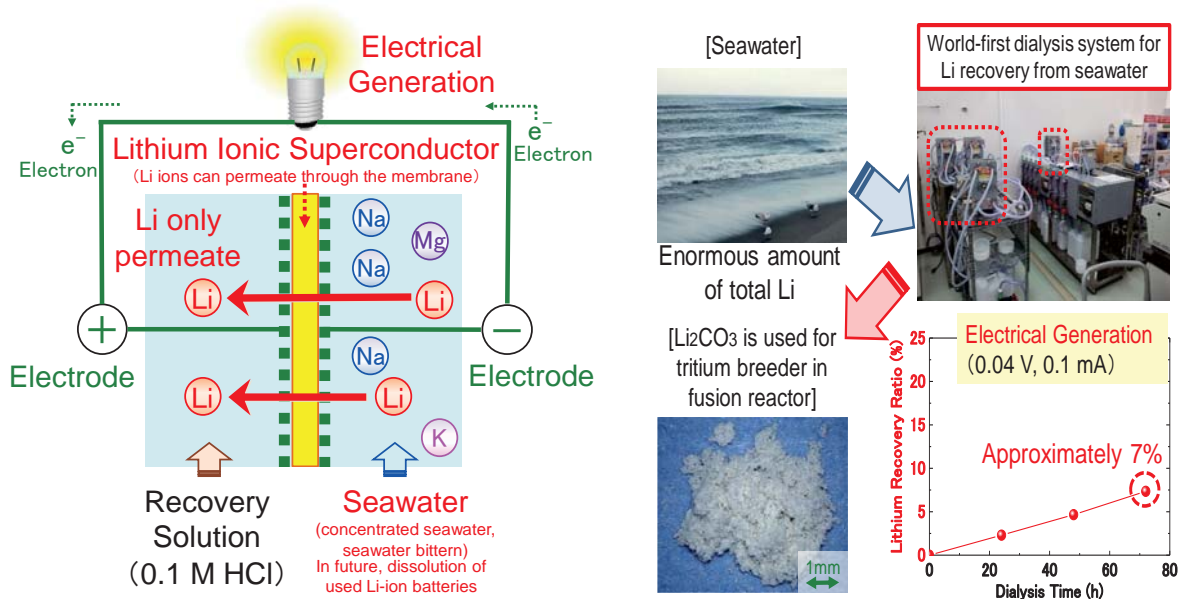 Electrical
Generation
e⁻
Electron
e⁻
Electron
Lithium Ionic Superconductor
(Li ions can permeate through the membrane)
Li only
permeate
Na
Mg
Na
Li
Li
+
−
Electrode
Electrode
Na
Li
Li
K
Recovery
Solution
(0.1 M HCl)
Seawater
(concentrated seawater,
seawater bittern)
In future, dissolution of
used Li-ion batteries
[Seawater]
Enormous amount
of total Li
World-first dialysis system for
Li recovery from seawater
[Li₂CO₃ is used for
tritium breeder in
fusion reactor]
1mm
Electrical Generation
(0.04 V, 0.1 mA)
Approximately 7%
Lithium Recovery Ratio (%)
25
20
15
10
5
0
0
20
40
60
80
Dialysis Time (h)